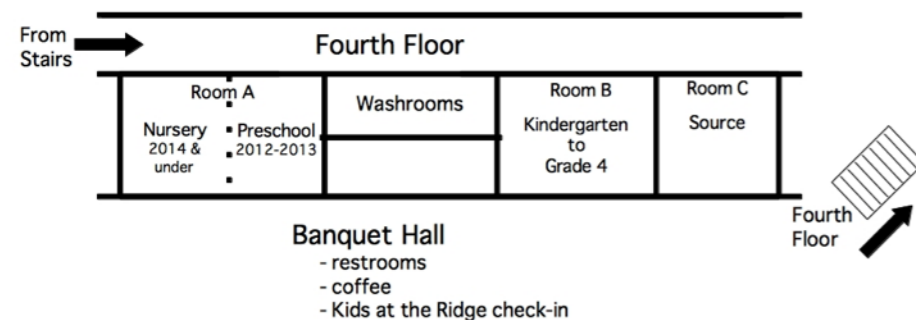 From
Stairs
Fourth Floor
Room A
Nursery
2014 &
under
Preschool
2012-2013
Washrooms
Room B
Kindergarten
to
Grade 4
Room C
Source
Fourth
Floor
Banquet Hall
- restrooms
- coffee
- Kids at the Ridge check-in